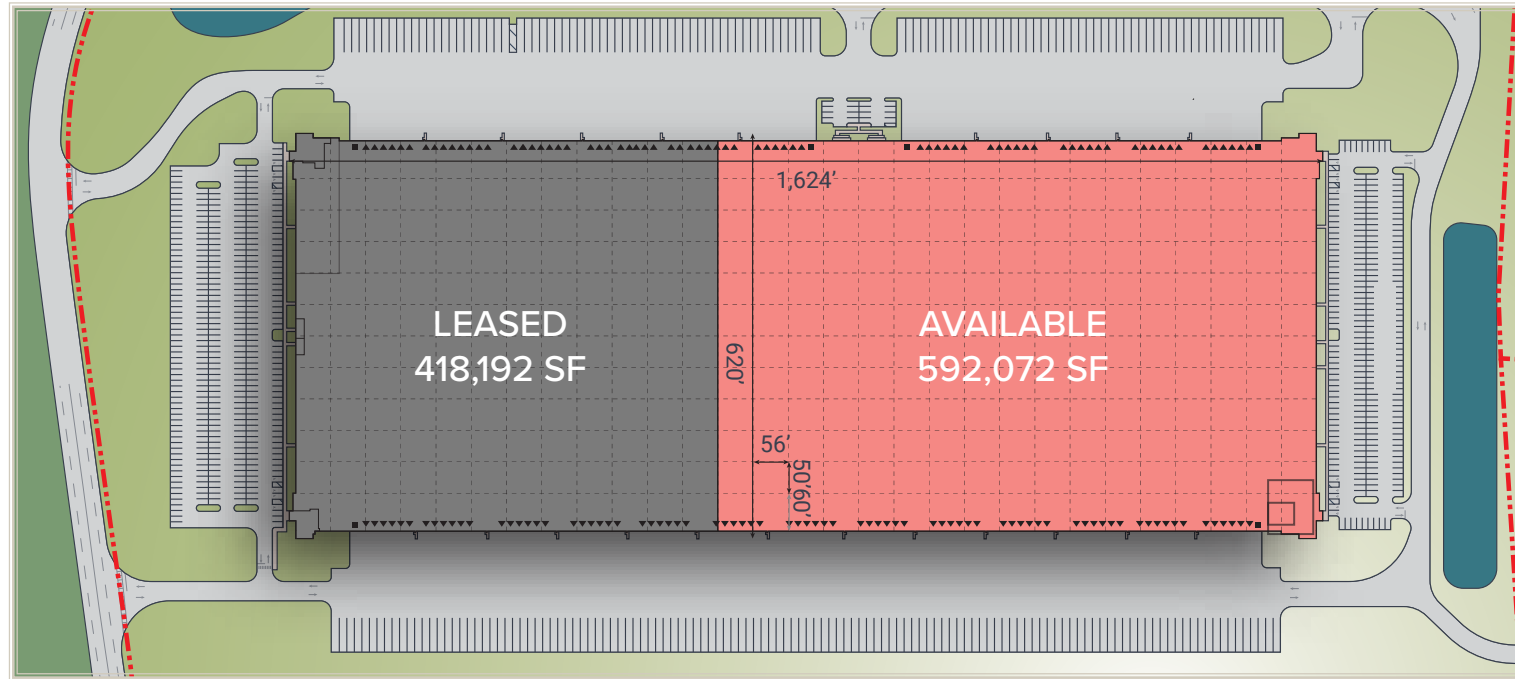 1,624’
LEASED
418,192 SF
AVAILABLE
592,072 SF
620’
56’
50’
60’